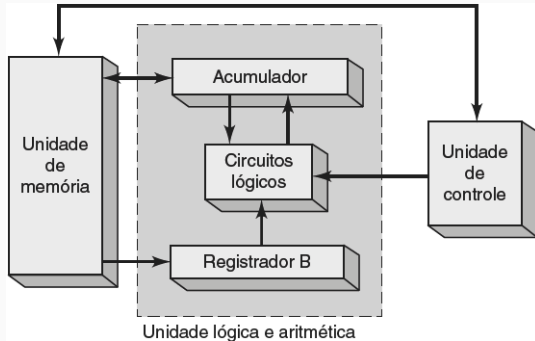 Acumulador
Unidade
de
memória
Circuitos
lógicos
Unidade
de
controle
Registrador B
Unidade lógica e aritmética